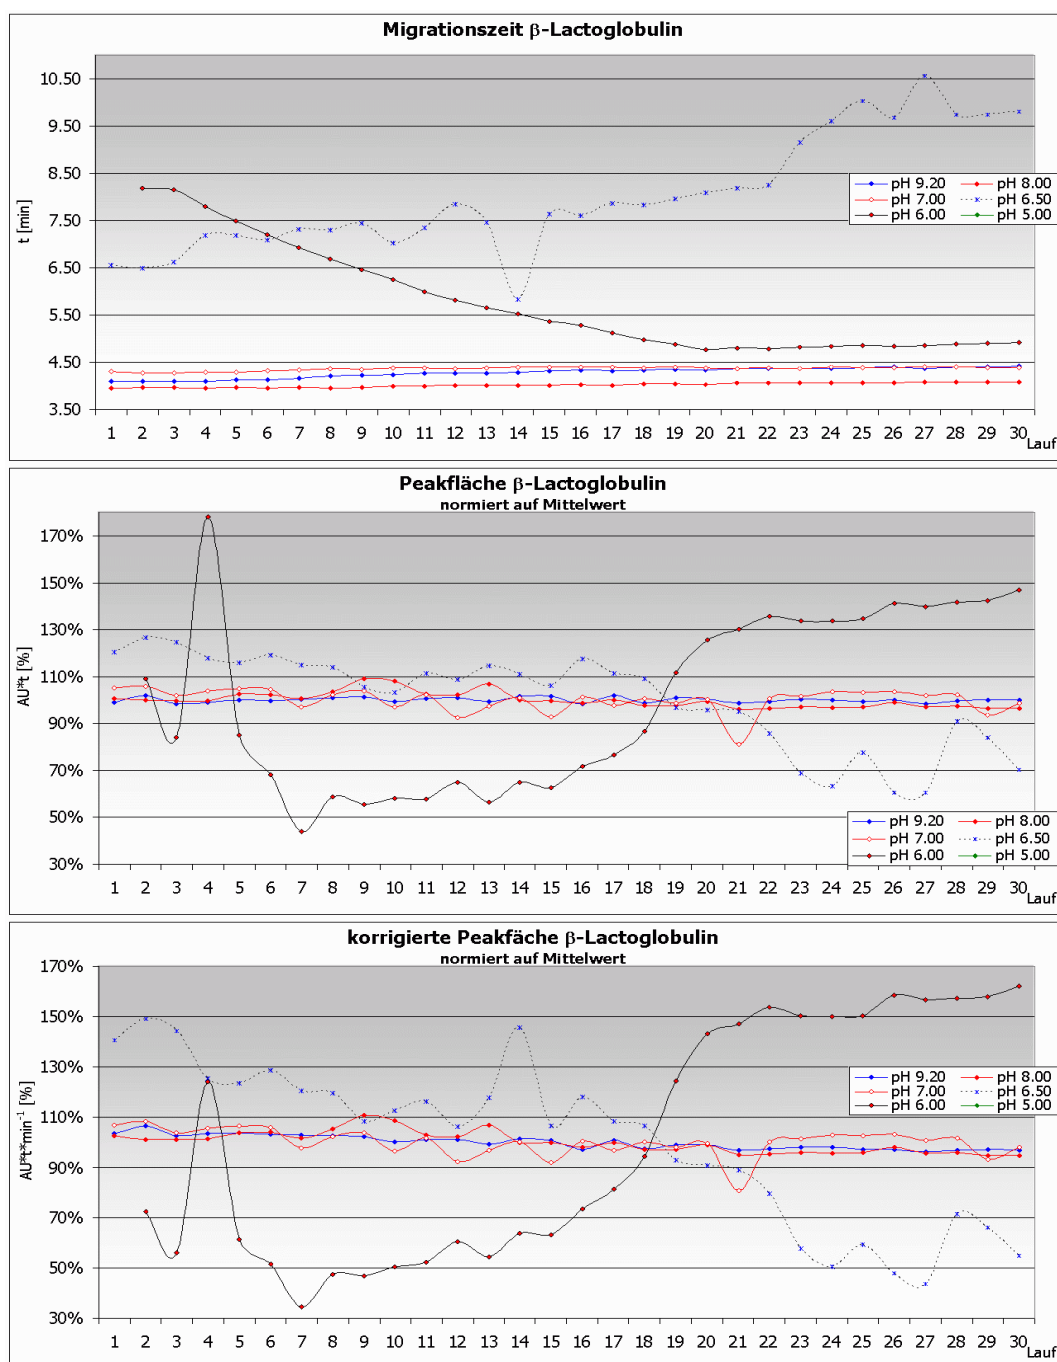 Migrationszeit β-Lactoglobulin
t [min]
10.50
9.50
8.50
7.50
6.50
5.50
4.50
3.50
pH 9.20 pH 8.00
pH 7.00 pH 6.50
pH 6.00 pH 5.00
1 2 3 4 5 6 7 8 9 10 11 12 13 14 15 16 17 18 19 20 21 22 23 24 25 26 27 28 29 30
Lauf
Peakfläche β-Lactoglobulin
normiert auf Mittelwert
AU*t [%]
170%
150%
130%
110%
90%
70%
50%
30%
pH 9.20 pH 8.00
pH 7.00 pH 6.50
pH 6.00 pH 5.00
1 2 3 4 5 6 7 8 9 10 11 12 13 14 15 16 17 18 19 20 21 22 23 24 25 26 27 28 29 30
Lauf
korrigierte Peakfäche β-Lactoglobulin
normiert auf Mittelwert
AU*t*min⁻¹ [%]
170%
150%
130%
110%
90%
70%
50%
30%
pH 9.20 pH 8.00
pH 7.00 pH 6.50
pH 6.00 pH 5.00
1 2 3 4 5 6 7 8 9 10 11 12 13 14 15 16 17 18 19 20 21 22 23 24 25 26 27 28 29 30
Lauf